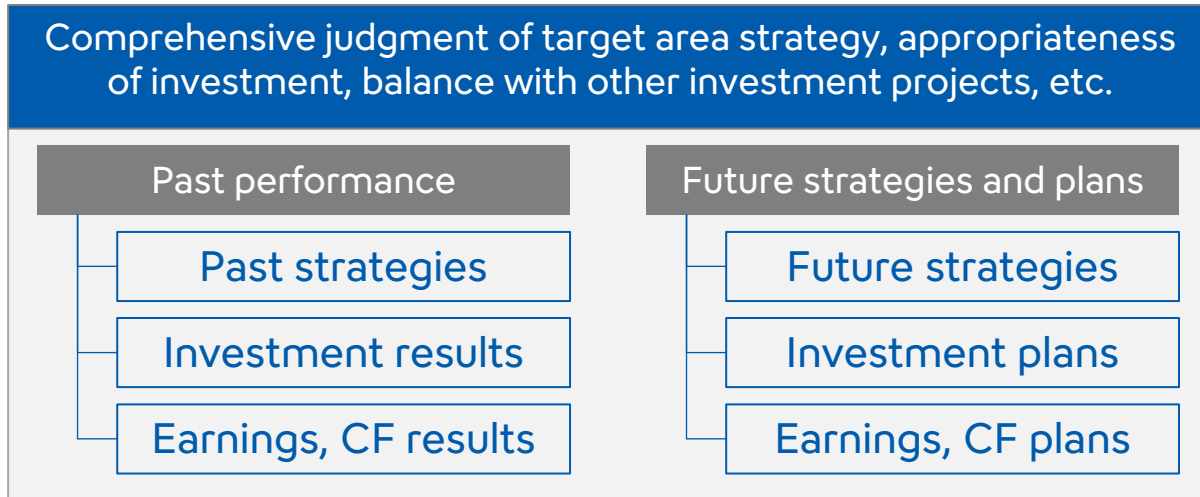 Comprehensive judgment of target area strategy, appropriateness
of investment, balance with other investment projects, etc.
Past performance
Past strategies
Investment results
Earnings, CF results
Future strategies and plans
Future strategies
Investment plans
Earnings, CF plans